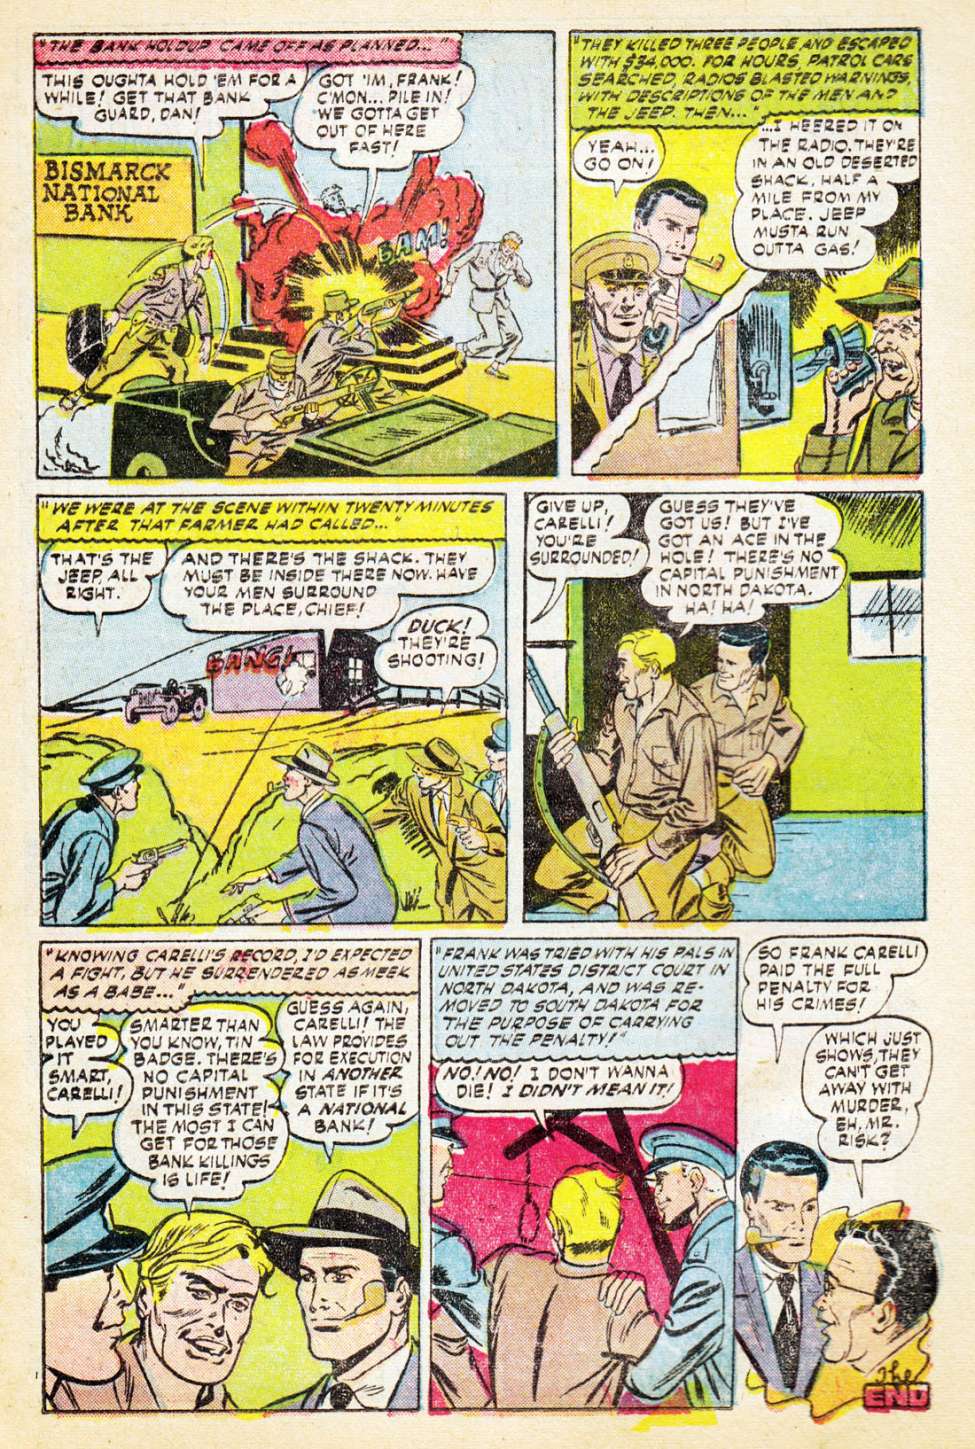 "THE BANK HOLDUP CAME OFF AS PLANNED..."
THIS OUGHTA HOLD 'EM FOR A
WHILE! GET THAT BANK
GUARD, DAN!
GOT 'IM, FRANK!
C'MON... PILE IN!
WE GOTTA GET
OUT OF HERE
FAST!
BISMARCK
NATIONAL
BANK
BAM!
"THEY KILLED THREE PEOPLE AND ESCAPED
WITH $34,000. FOR HOURS, PATROL CARS
SEARCHED, RADIOS BLASTED WARNINGS,
WITH DESCRIPTIONS OF THE MEN AND
THE JEEP. THEN..."
YEAH...
GO ON!
...I HEERED IT ON
THE RADIO. THEY'RE
IN AN OLD DESERTED
SHACK, HALF A
MILE FROM MY
PLACE. JEEP
MUSTA RUN
OUTTA GAS!
"WE WERE AT THE SCENE WITHIN TWENTY MINUTES
AFTER THAT FARMER HAD CALLED..."
THAT'S THE
JEEP, ALL
RIGHT.
AND THERE'S THE SHACK. THEY
MUST BE INSIDE THERE NOW. HAVE
YOUR MEN SURROUND
THE PLACE, CHIEF!
BANG!
DUCK!
THEY'RE
SHOOTING!
GIVE UP,
CARELLI!
YOU'RE
SURROUNDED!
GUESS THEY'VE
GOT US! BUT I'VE
GOT AN ACE IN THE
HOLE! THERE'S NO
CAPITAL PUNISHMENT
IN NORTH DAKOTA.
HA! HA!
"KNOWING CARELLI'S RECORD, I'D EXPECTED
A FIGHT, BUT HE SURRENDERED AS MEEK
AS A BABE..."
YOU
PLAYED
IT
SMART,
CARELLI!
SMARTER THAN
YOU KNOW, TIN
BADGE. THERE'S
NO CAPITAL
PUNISHMENT
IN THIS STATE!
THE MOST I CAN
GET FOR THOSE
BANK KILLINGS
IS LIFE!
GUESS AGAIN,
CARELLI! THE
LAW PROVIDES
FOR EXECUTION
IN ANOTHER
STATE IF IT'S
A NATIONAL
BANK!
"FRANK WAS TRIED WITH HIS PALS IN
UNITED STATES DISTRICT COURT IN
NORTH DAKOTA, AND WAS RE-
MOVED TO SOUTH DAKOTA FOR
THE PURPOSE OF CARRYING
OUT THE PENALTY!"
NO! NO! I DON'T WANNA
DIE! I DIDN'T MEAN IT!
SO FRANK CARELLI
PAID THE FULL
PENALTY FOR
HIS CRIMES!
WHICH JUST
SHOWS, THEY
CAN'T GET
AWAY WITH
MURDER,
EH, MR.
RISK?
The
END